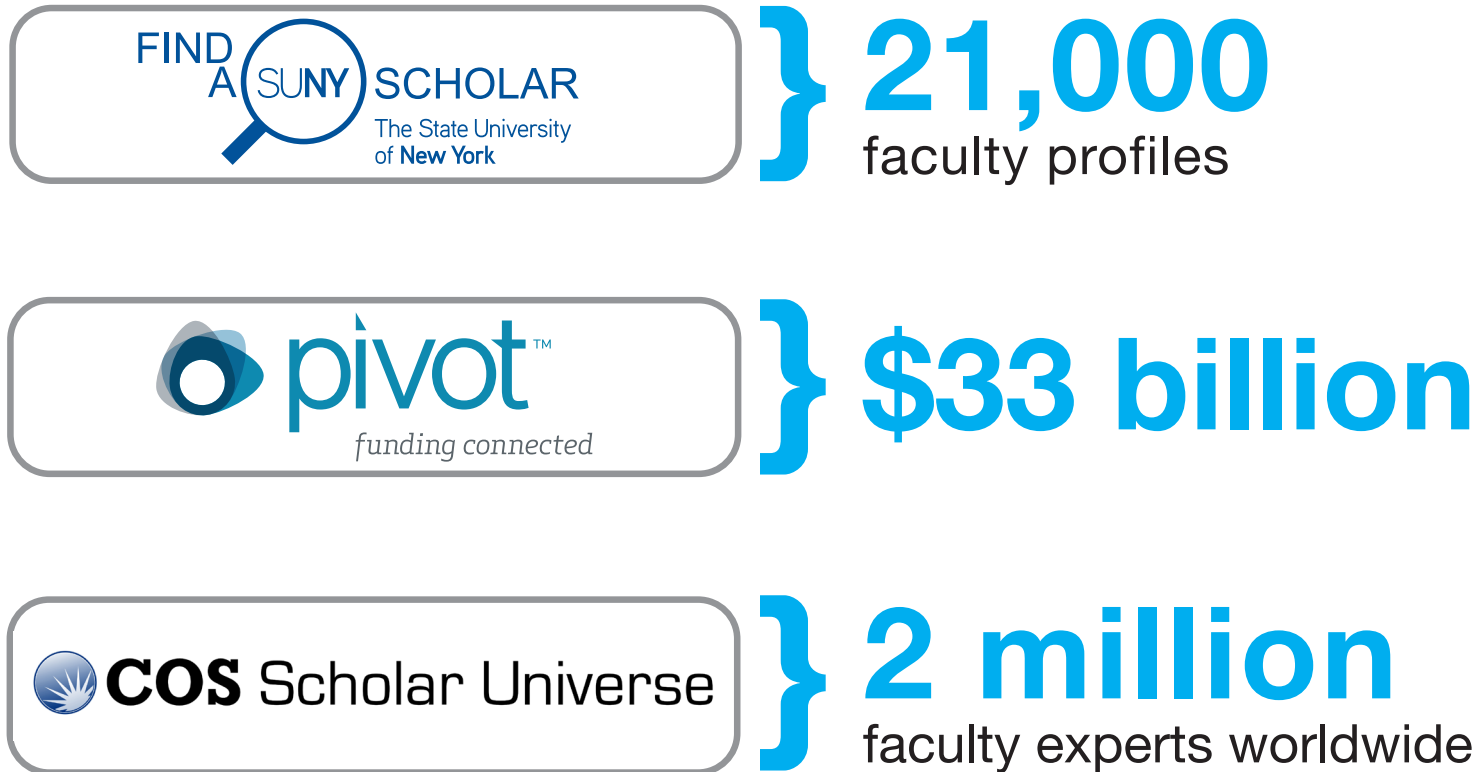 FIND
A SUNY SCHOLAR
The State University
of New York
21,000
faculty profiles
pivot™
funding connected
$33 billion
COS Scholar Universe
2 million
faculty experts worldwide